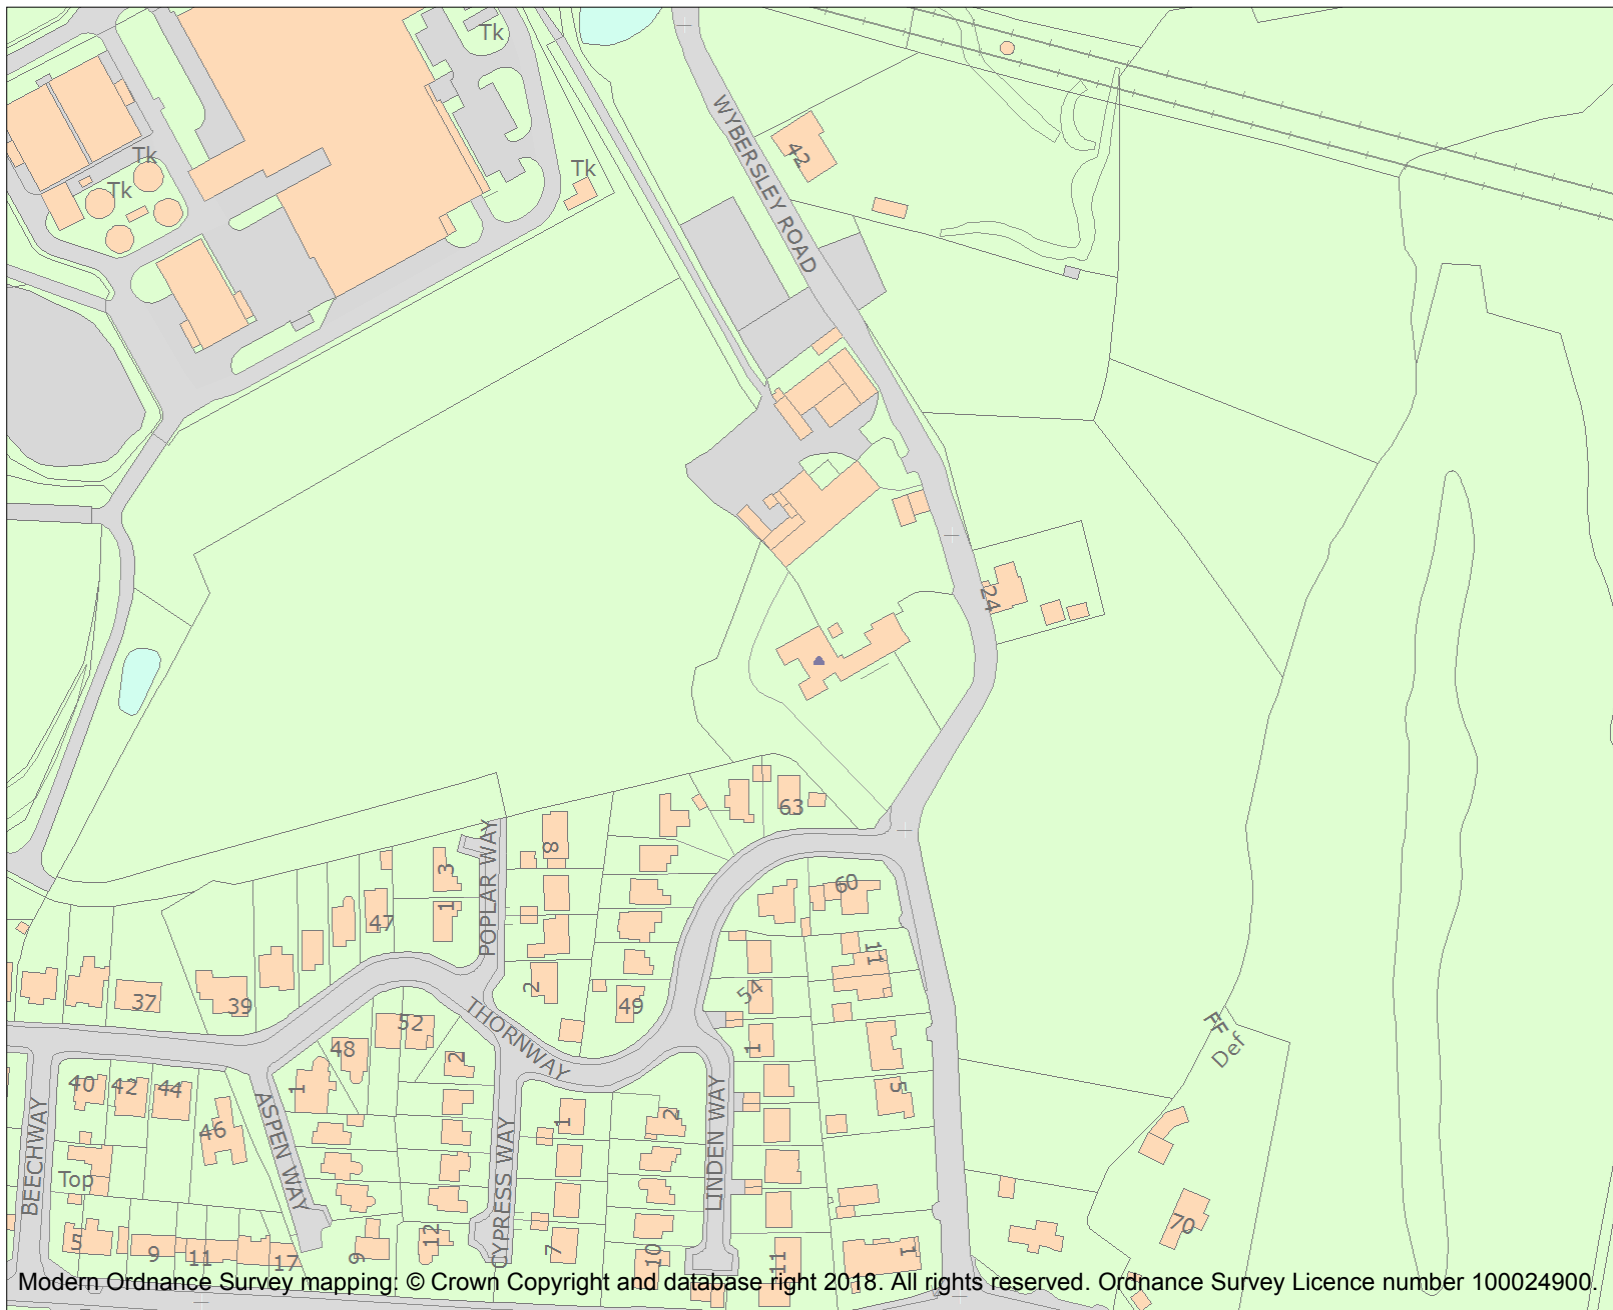 Tk
Tk
Tk
Tk
WYBERSLEY ROAD
42
24
63
8
3
1
POPLAR WAY
47
60
11
37
39
2
49
54
52
48
THORNWAY
FF
Def
40
42
44
46
1
2
1
2
1
5
BEECHWAY
ASPEN WAY
CYPRESS WAY
LINDEN WAY
Top
5
9
11
17
9
12
7
10
11
1
70
Modern Ordnance Survey mapping: © Crown Copyright and database right 2018. All rights reserved. Ordnance Survey Licence number 100024900.